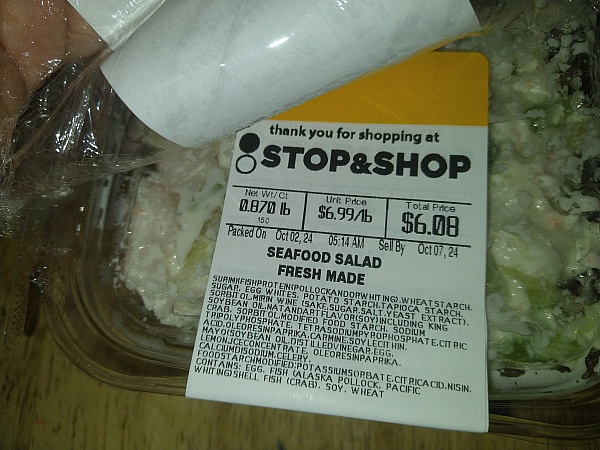 thank you for shopping at
STOP&SHOP
Net Wt/Ct Unit Price Total Price
0.870 lb $6.99/lb $6.08
150
Packed On Oct 02, 24 05:14 AM Sell By Oct 07, 24
SEAFOOD SALAD
FRESH MADE
SURIMI(FISHPROTEIN(POLLOCKANDORWHITING),WHEATSTARCH,
SUGAR, EGG WHITES, POTATO STARCH,TAPIOCA STARCH,
SORBITOL,MIRIN WINE (SAKE,SUGAR,SALT,YEAST EXTRACT),
SOYBEAN OIL,NATANDARTFLAVOR(SOY)INCLUDING KING
CRAB, SORBITOL,MODIFIED FOOD STARCH, SODIUM
TRIPOLYPHOSPHATE, TETRASODIUMPYROPHOSPHATE,CITRIC
ACID,OLEORESINPAPRIKA,CARMINE,SOYLECITHIN,
MAYO(SOYBEAN OIL,DISTILLEDVINEGAR,EGG,
LEMONJCECONCENTRATE, OLEORESINPAPRIKA,
CALCIUMDISODIUM,CELERY,
FOODSTARCHMODIFIED,POTASSIUMSORBATE,CITRICACID,NISIN,
CONTAINS: EGG, FISH (ALASKA POLLOCK, PACIFIC
WHITING)SHELL FISH (CRAB), SOY, WHEAT